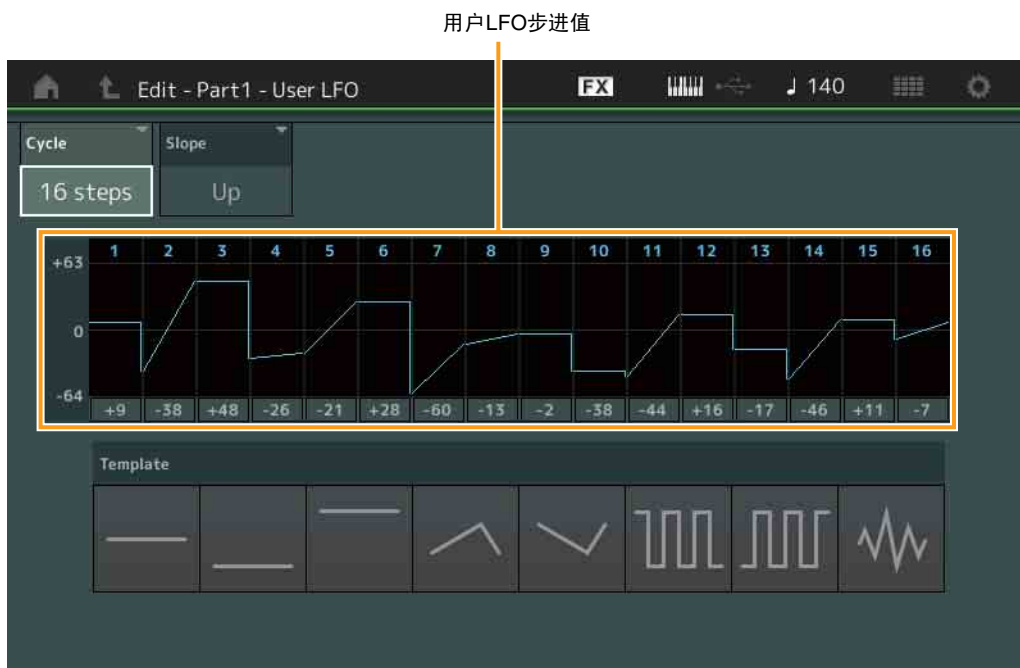 用户LFO步进值
Edit - Part1 - User LFO FX ♩ 140
Cycle Slope
16 steps Up
1 2 3 4 5 6 7 8 9 10 11 12 13 14 15 16
+63
0
-64
+9 -38 +48 -26 -21 +28 -60 -13 -2 -38 -44 +16 -17 -46 +11 -7
Template